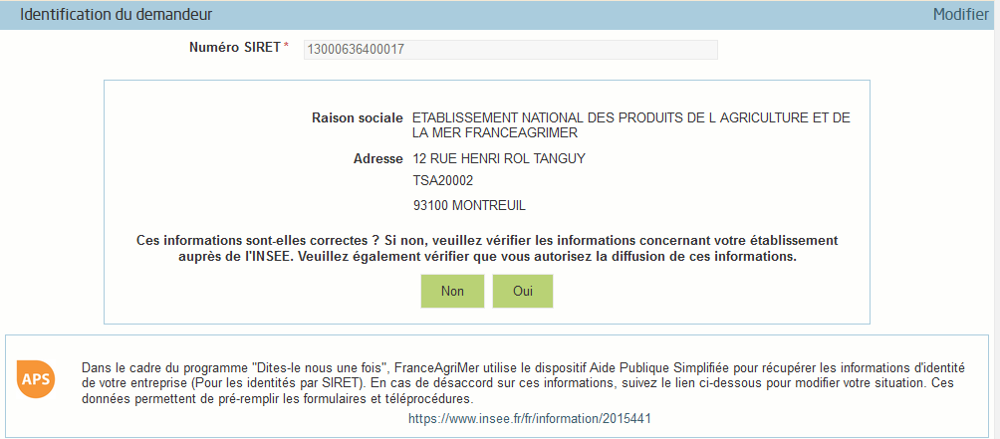 Identification du demandeur Modifier
Numéro SIRET * 13000636400017
Raison sociale ETABLISSEMENT NATIONAL DES PRODUITS DE L AGRICULTURE ET DE
LA MER FRANCEAGRIMER
Adresse 12 RUE HENRI ROL TANGUY
TSA20002
93100 MONTREUIL
Ces informations sont-elles correctes ? Si non, veuillez vérifier les informations concernant votre établissement
auprès de l'INSEE. Veuillez également vérifier que vous autorisez la diffusion de ces informations.
Non Oui
APS
Dans le cadre du programme "Dites-le nous une fois", FranceAgriMer utilise le dispositif Aide Publique Simplifiée pour récupérer les informations d'identité
de votre entreprise (Pour les identités par SIRET). En cas de désaccord sur ces informations, suivez le lien ci-dessous pour modifier votre situation. Ces
données permettent de pré-remplir les formulaires et téléprocédures.
https://www.insee.fr/fr/information/2015441